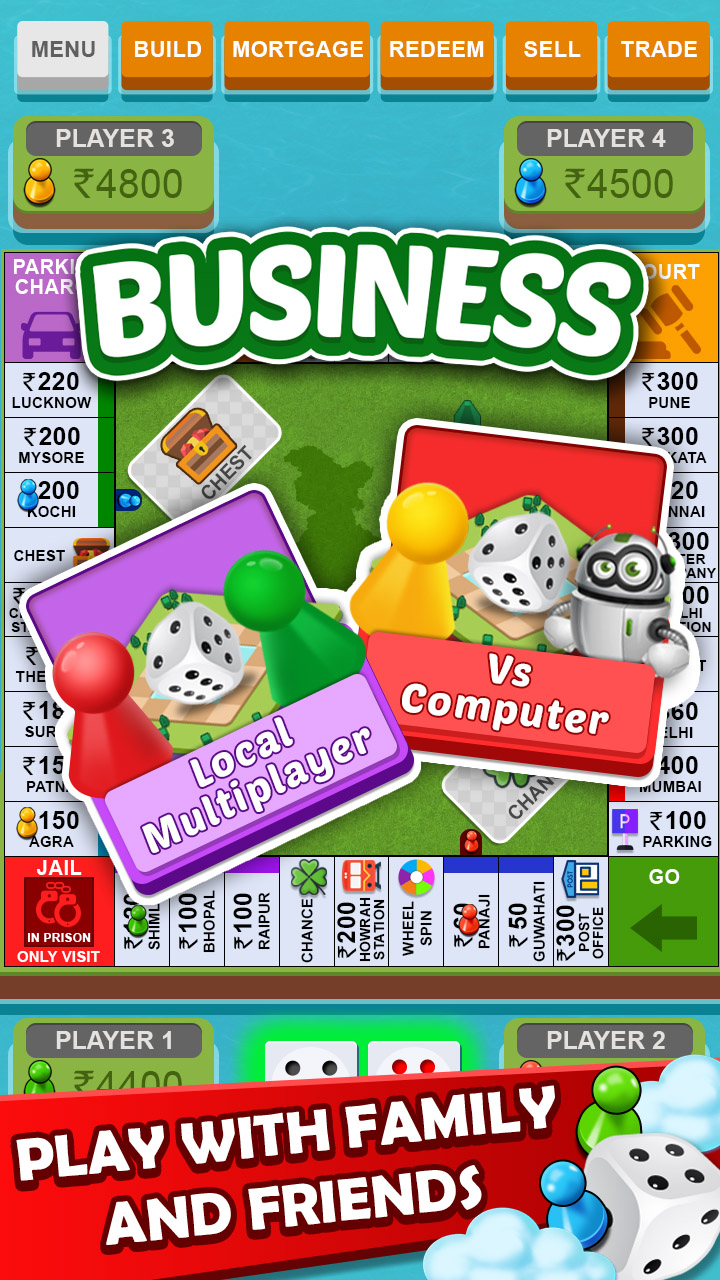 MENU
BUILD
MORTGAGE
REDEEM
SELL
TRADE
PLAYER 3
₹4800
PLAYER 4
₹4500
BUSINESS
₹220
LUCKNOW
₹200
MYSORE
200
KOCHI
CHEST
₹150
AGRA
CHEST
₹300
PUNE
₹300
₹100
PARKING
P
MUMBAI
Local
Multiplayer
Vs
Computer
JAIL
IN PRISON
ONLY VISIT
₹100
BHOPAL
₹100
RAIPUR
CHANCE
₹200
HOWRAH
STATION
WHEEL
SPIN
PANAJI
₹50
GUWAHATI
₹300
POST
OFFICE
POST
GO
PLAYER 1
₹4400
PLAYER 2
PLAY WITH FAMILY
AND FRIENDS